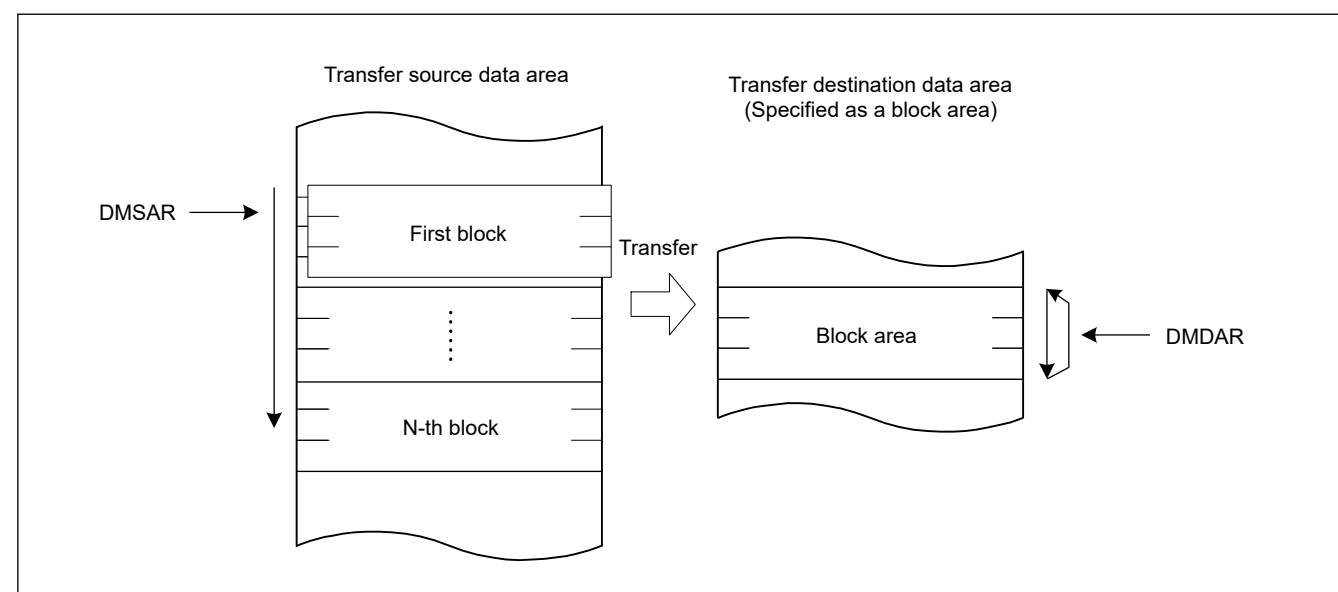 Transfer source data area
Transfer destination data area
(Specified as a block area)
DMSAR
First block
Transfer
Block area
DMDAR
N-th block